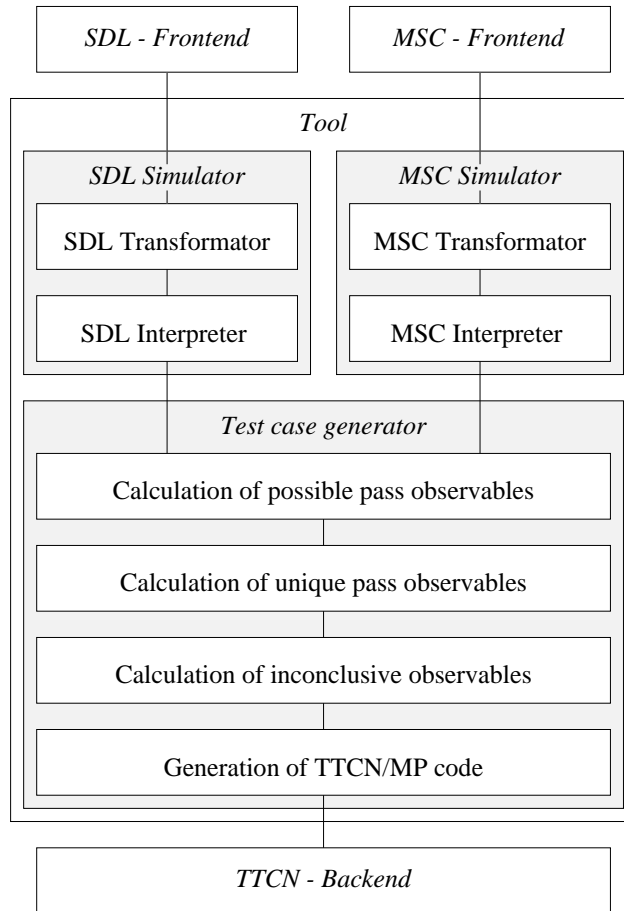 SDL - Frontend
MSC - Frontend
Tool
SDL Simulator
MSC Simulator
SDL Transformator
MSC Transformator
SDL Interpreter
MSC Interpreter
Test case generator
Calculation of possible pass observables
Calculation of unique pass observables
Calculation of inconclusive observables
Generation of TTCN/MP code
TTCN - Backend